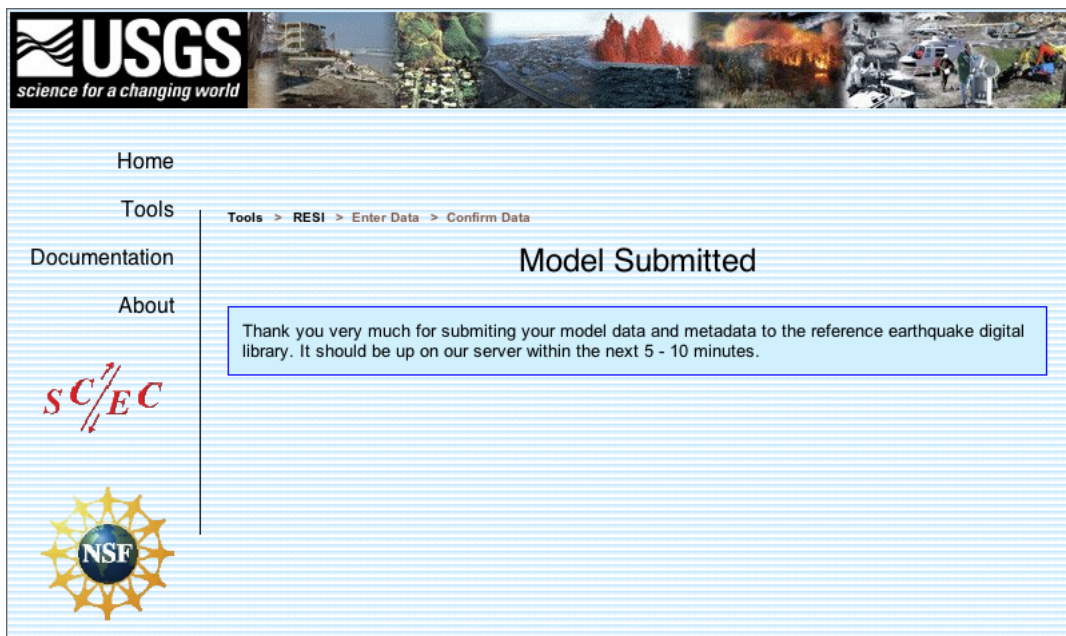 USGS
science for a changing world
Home
Tools
Documentation
About
Tools > RESI > Enter Data > Confirm Data
Model Submitted
Thank you very much for submiting your model data and metadata to the reference earthquake digital
library. It should be up on our server within the next 5 - 10 minutes.
SCEC
NSF